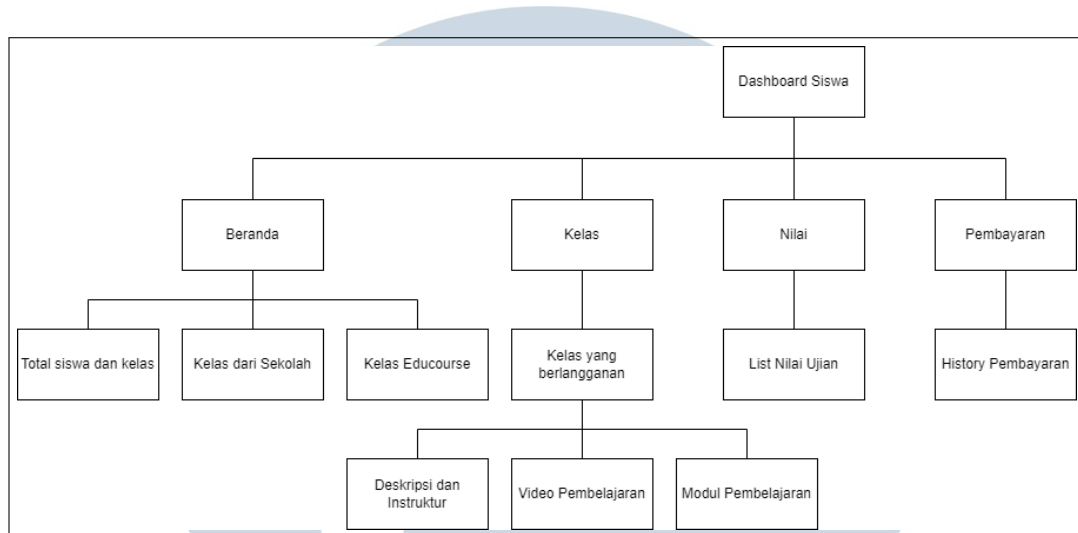 Dashboard Siswa
Beranda
Kelas
Nilai
Pembayaran
Total siswa dan kelas
Kelas dari Sekolah
Kelas Educourse
Kelas yang
berlangganan
List Nilai Ujian
History Pembayaran
Deskripsi dan
Instruktur
Video Pembelajaran
Modul Pembelajaran